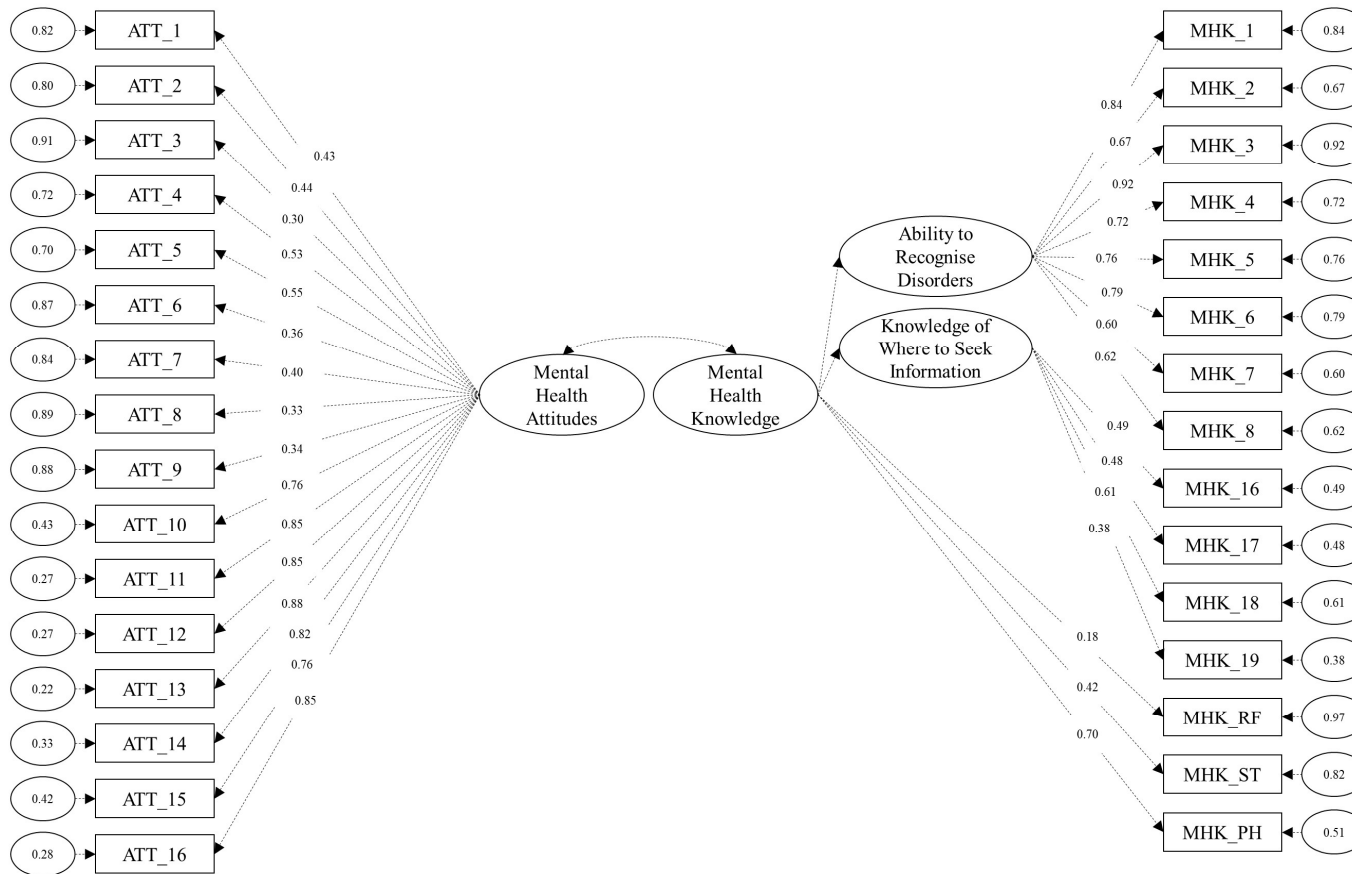 0.82
ATT_1
0.80
ATT_2
0.91
ATT_3
0.72
ATT_4
0.70
ATT_5
0.87
ATT_6
0.84
ATT_7
0.89
ATT_8
0.88
ATT_9
0.43
ATT_10
0.27
ATT_11
0.27
ATT_12
0.22
ATT_13
0.33
ATT_14
0.42
ATT_15
0.28
ATT_16
0.43
0.44
0.30
0.53
0.55
0.36
0.40
0.33
0.34
0.76
0.85
0.85
0.88
0.82
0.76
0.85
Mental
Health
Attitudes
Mental
Health
Knowledge
Ability to
Recognise
Disorders
Knowledge of
Where to Seek
Information
0.84
0.67
0.92
0.72
0.76
0.79
0.60
0.62
0.49
0.48
0.61
0.38
0.18
0.42
0.70
MHK_1
0.84
MHK_2
0.67
MHK_3
0.92
MHK_4
0.72
MHK_5
0.76
MHK_6
0.79
MHK_7
0.60
MHK_8
0.62
MHK_16
0.49
MHK_17
0.48
MHK_18
0.61
MHK_19
0.38
MHK_RF
0.97
MHK_ST
0.82
MHK_PH
0.51